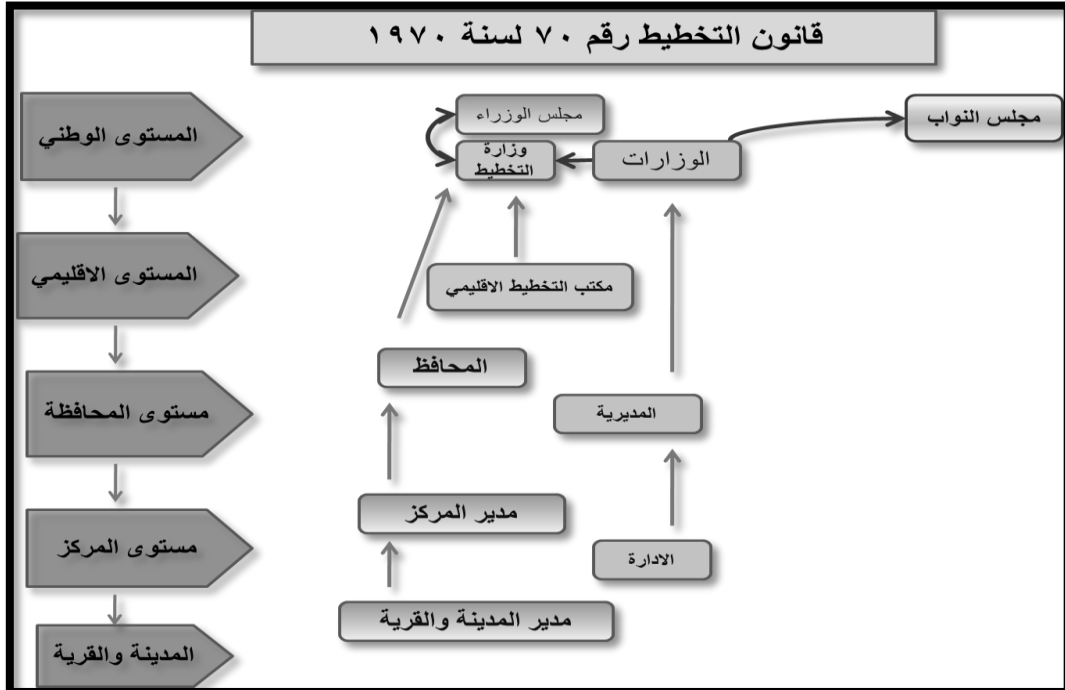 قانون التخطيط رقم ٧٠ لسنة ١٩٧٠
المستوى الوطني
مجلس الوزراء
وزارة
التخطيط
الوزارات
مجلس النواب
المستوى الاقليمي
مكتب التخطيط الاقليمي
مستوى المحافظة
المحافظ
المديرية
مستوى المركز
مدير المركز
الادارة
المدينة والقرية
مدير المدينة والقرية